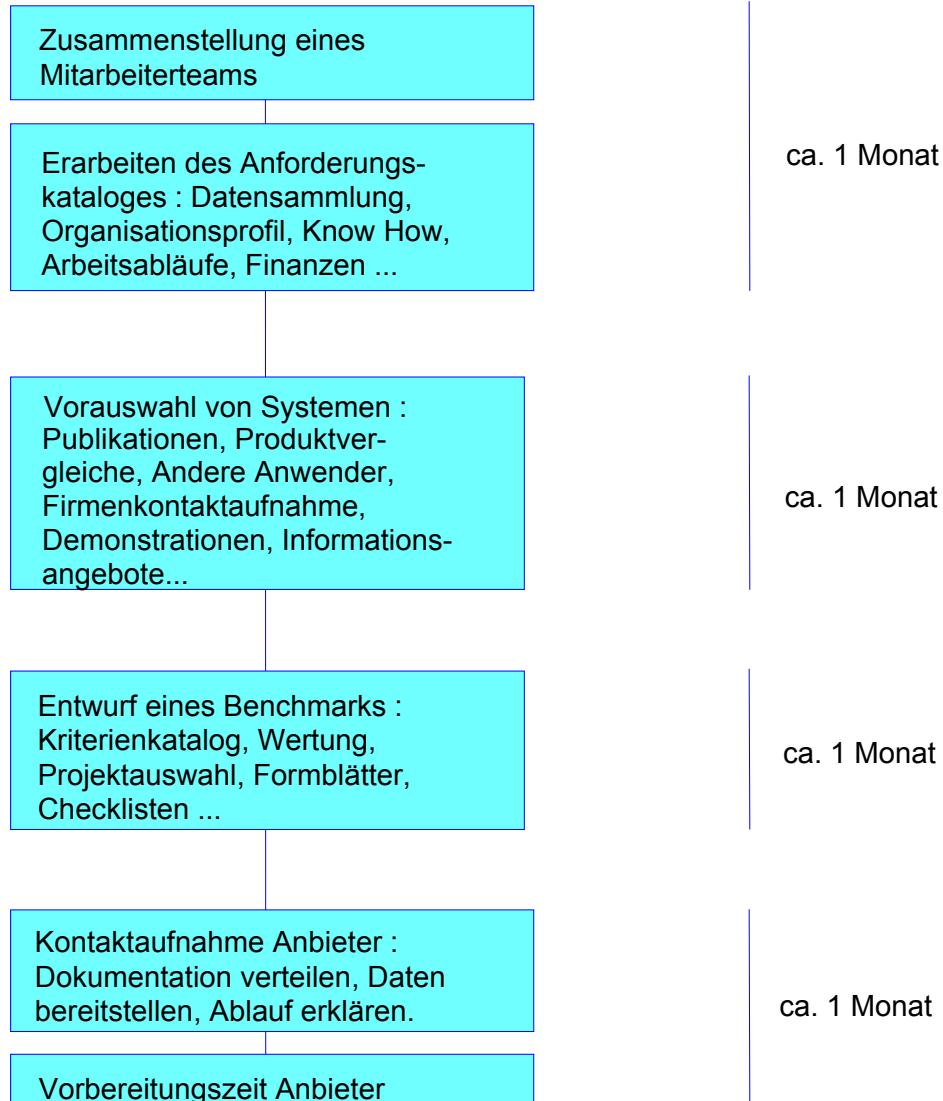 Zusammenstellung eines
Mitarbeiterteams
Erarbeiten des Anforderungs-
kataloges : Datensammlung,
Organisationsprofil, Know How,
Arbeitsabläufe, Finanzen ...
ca. 1 Monat
Vorauswahl von Systemen :
Publikationen, Produktver-
gleiche, Andere Anwender,
Firmenkontaktaufnahme,
Demonstrationen, Informations-
angebote...
ca. 1 Monat
Entwurf eines Benchmarks :
Kriterienkatalog, Wertung,
Projektauswahl, Formblätter,
Checklisten ...
ca. 1 Monat
Kontaktaufnahme Anbieter :
Dokumentation verteilen, Daten
bereitstellen, Ablauf erklären.
ca. 1 Monat
Vorbereitungszeit Anbieter